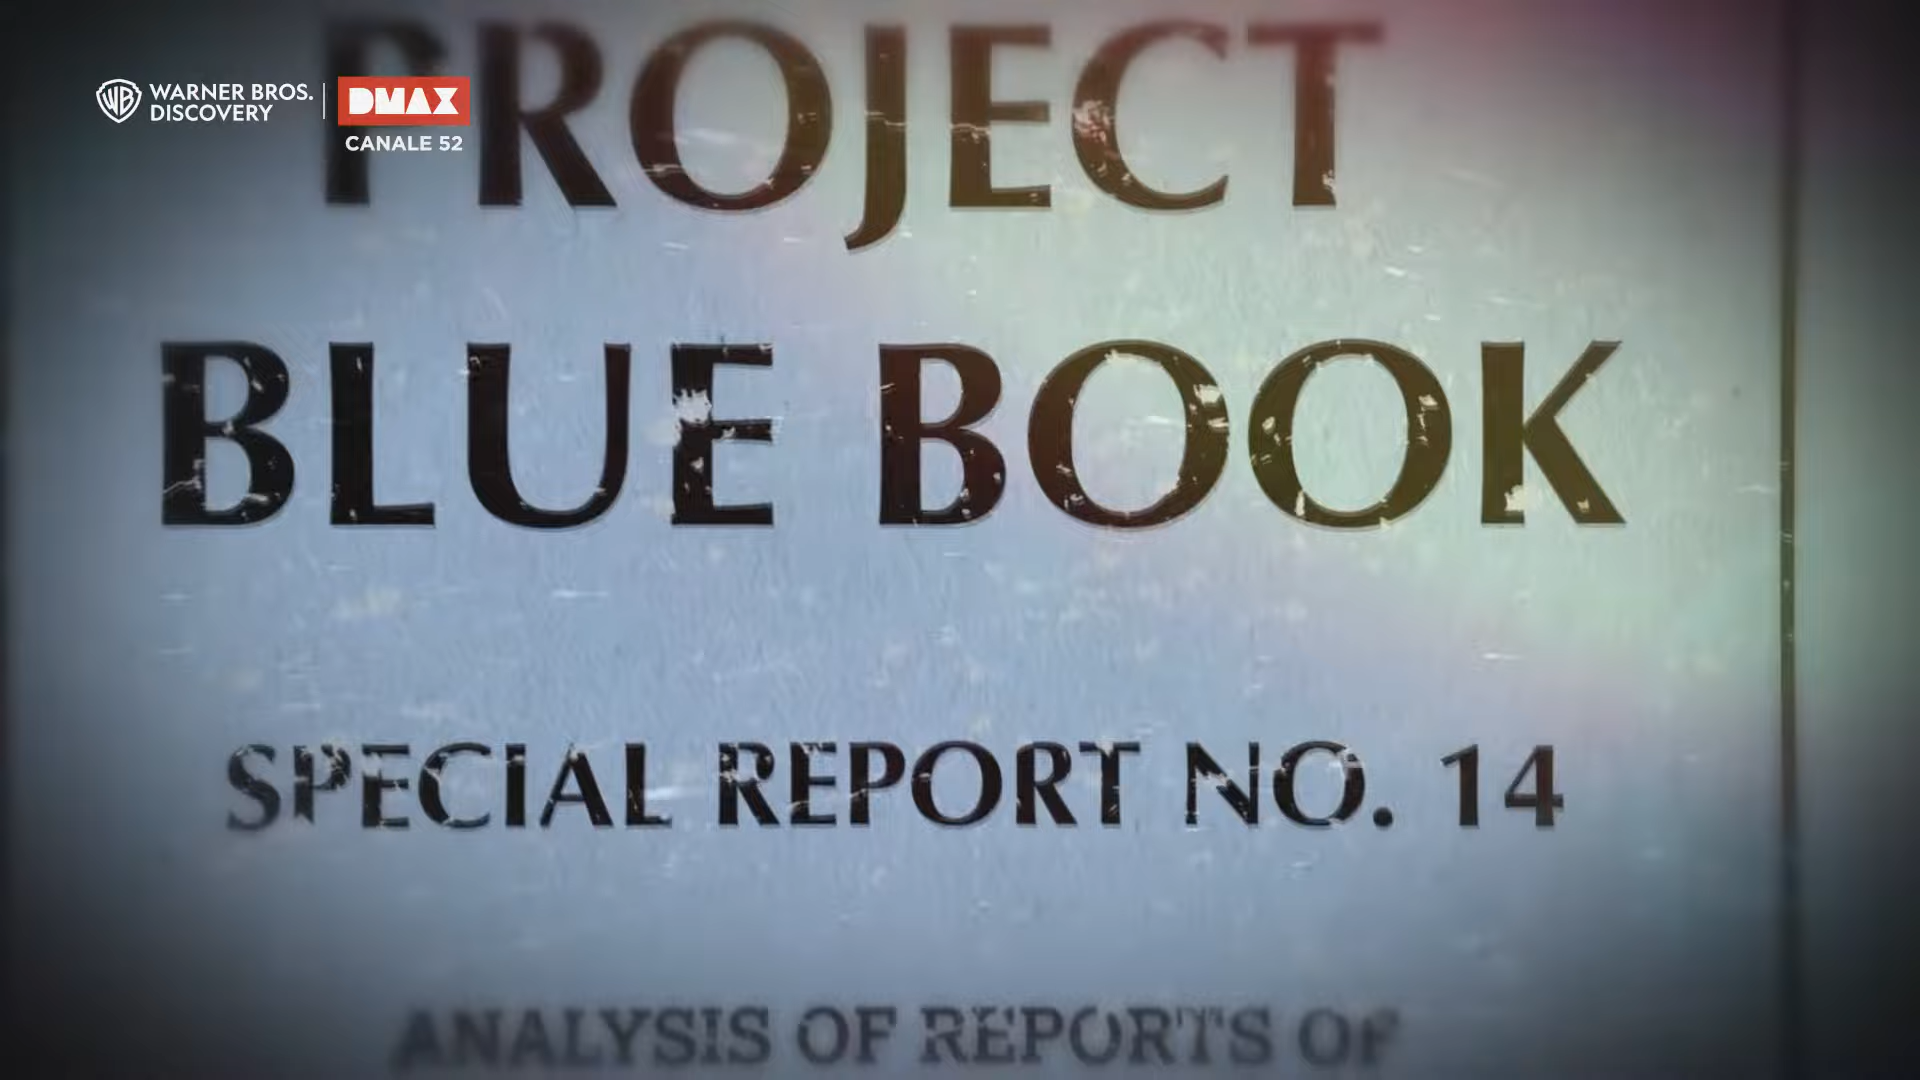 PROJECT
WARNER BROS.
DISCOVERY
DMAX
CANALE 52
BLUE BOOK
SPECIAL REPORT NO. 14
ANALYSIS OF REPORTS OF